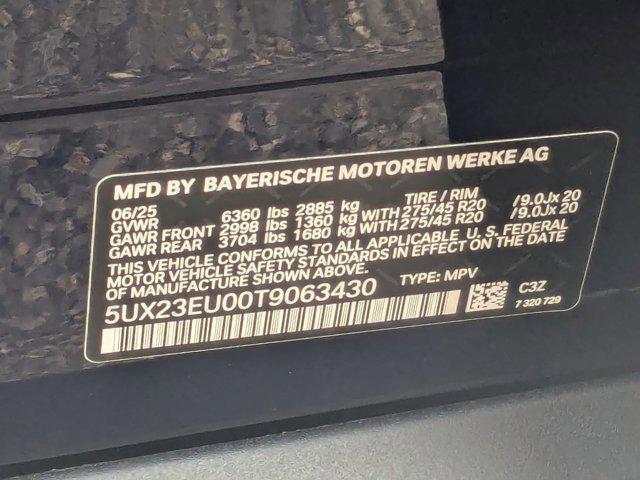 MFD BY BAYERISCHE MOTOREN WERKE AG
06/25 TIRE / RIM
GVWR 6360 lbs 2885 kg
GAWR FRONT 2998 lbs 1360 kg WITH 275/45 R20 /9.0Jx 20
GAWR REAR 3704 lbs 1680 kg WITH 275/45 R20 /9.0Jx 20
THIS VEHICLE CONFORMS TO ALL APPLICABLE U.S. FEDERAL
MOTOR VEHICLE SAFETY STANDARDS IN EFFECT ON THE DATE
OF MANUFACTURE SHOWN ABOVE.
5UX23EU00T9063430 TYPE: MPV C3Z
7 320 729